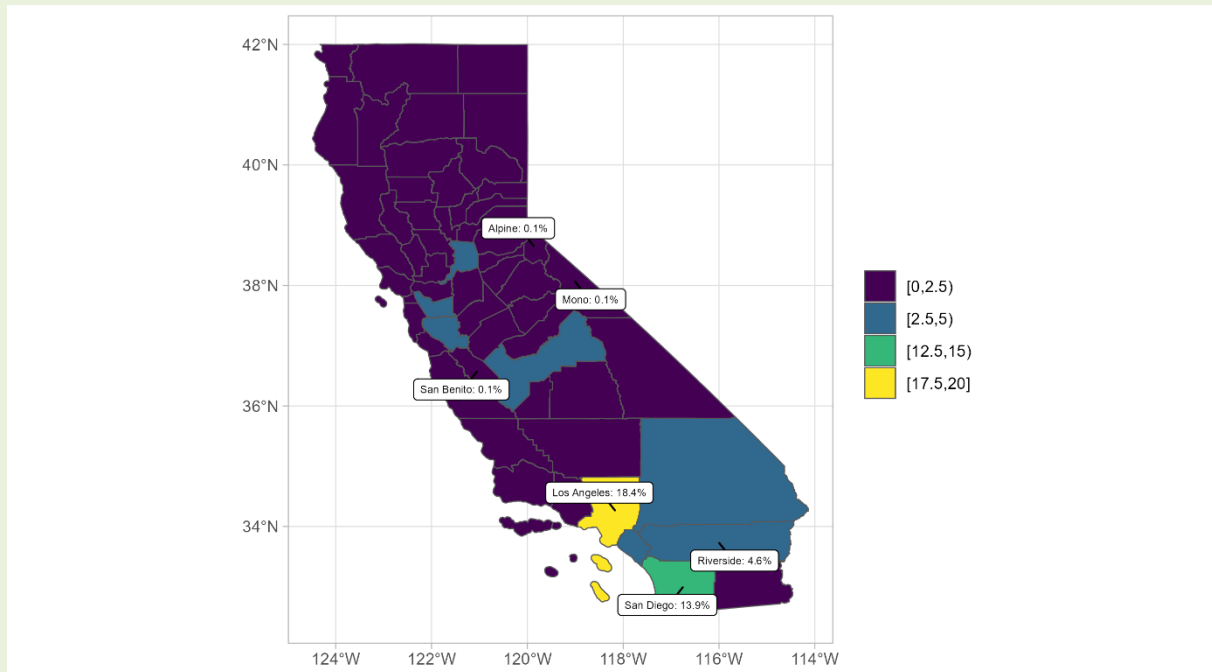 42°N
40°N
38°N
36°N
34°N
Alpine: 0.1%
Mono: 0.1%
San Benito: 0.1%
Los Angeles: 18.4%
Riverside: 4.6%
San Diego: 13.9%
124°W 122°W 120°W 118°W 116°W 114°W
[0,2.5)
[2.5,5)
[12.5,15)
[17.5,20]